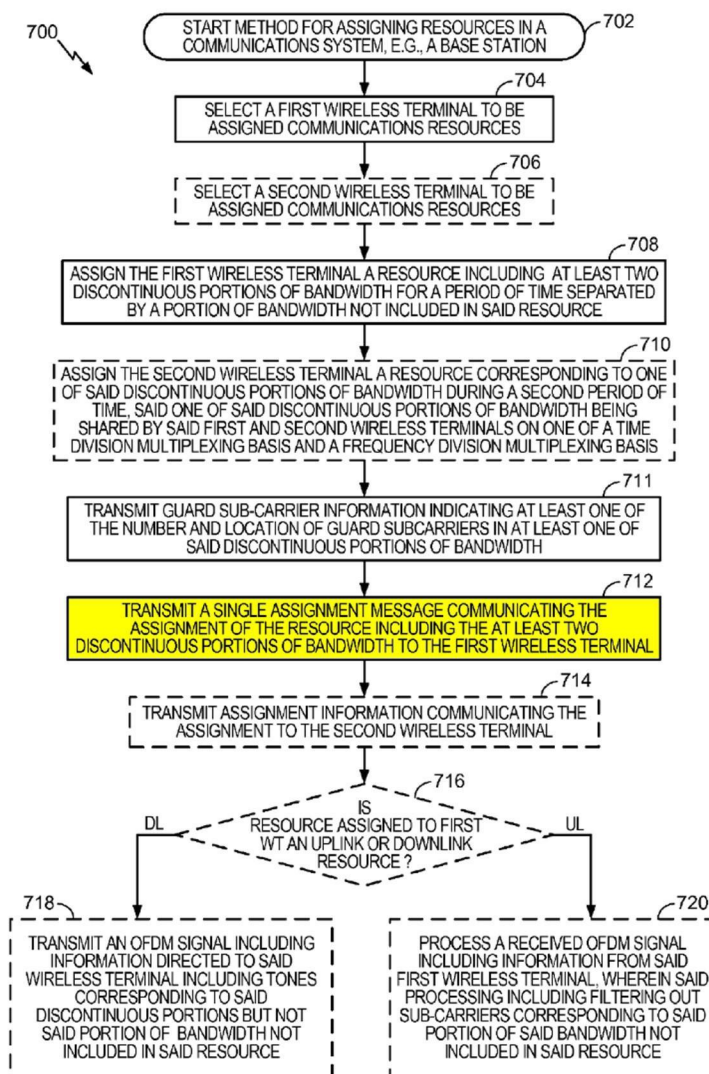 700
START METHOD FOR ASSIGNING RESOURCES IN A
COMMUNICATIONS SYSTEM, E.G., A BASE STATION
702
704
SELECT A FIRST WIRELESS TERMINAL TO BE
ASSIGNED COMMUNICATIONS RESOURCES
706
SELECT A SECOND WIRELESS TERMINAL TO BE
ASSIGNED COMMUNICATIONS RESOURCES
708
ASSIGN THE FIRST WIRELESS TERMINAL A RESOURCE INCLUDING AT LEAST TWO
DISCONTINUOUS PORTIONS OF BANDWIDTH FOR A PERIOD OF TIME SEPARATED
BY A PORTION OF BANDWIDTH NOT INCLUDED IN SAID RESOURCE
710
ASSIGN THE SECOND WIRELESS TERMINAL A RESOURCE CORRESPONDING TO ONE
OF SAID DISCONTINUOUS PORTIONS OF BANDWIDTH DURING A SECOND PERIOD OF
TIME, SAID ONE OF SAID DISCONTINUOUS PORTIONS OF BANDWIDTH BEING
SHARED BY SAID FIRST AND SECOND WIRELESS TERMINALS ON ONE OF A TIME
DIVISION MULTIPLEXING BASIS AND A FREQUENCY DIVISION MULTIPLEXING BASIS
711
TRANSMIT GUARD SUB-CARRIER INFORMATION INDICATING AT LEAST ONE OF
THE NUMBER AND LOCATION OF GUARD SUBCARRIERS IN AT LEAST ONE OF
SAID DISCONTINUOUS PORTIONS OF BANDWIDTH
712
TRANSMIT A SINGLE ASSIGNMENT MESSAGE COMMUNICATING THE
ASSIGNMENT OF THE RESOURCE INCLUDING THE AT LEAST TWO
DISCONTINUOUS PORTIONS OF BANDWIDTH TO THE FIRST WIRELESS TERMINAL
714
TRANSMIT ASSIGNMENT INFORMATION COMMUNICATING THE
ASSIGNMENT TO THE SECOND WIRELESS TERMINAL
716
IS
RESOURCE ASSIGNED TO FIRST
WT AN UPLINK OR DOWNLINK
RESOURCE ?
DL
UL
718
TRANSMIT AN OFDM SIGNAL INCLUDING
INFORMATION DIRECTED TO SAID
WIRELESS TERMINAL INCLUDING TONES
CORRESPONDING TO SAID
DISCONTINUOUS PORTIONS BUT NOT
SAID PORTION OF BANDWIDTH NOT
INCLUDED IN SAID RESOURCE
720
PROCESS A RECEIVED OFDM SIGNAL
INCLUDING INFORMATION FROM SAID
FIRST WIRELESS TERMINAL, WHEREIN SAID
PROCESSING INCLUDING FILTERING OUT
SUB-CARRIERS CORRESPONDING TO SAID
PORTION OF SAID BANDWIDTH NOT
INCLUDED IN SAID RESOURCE